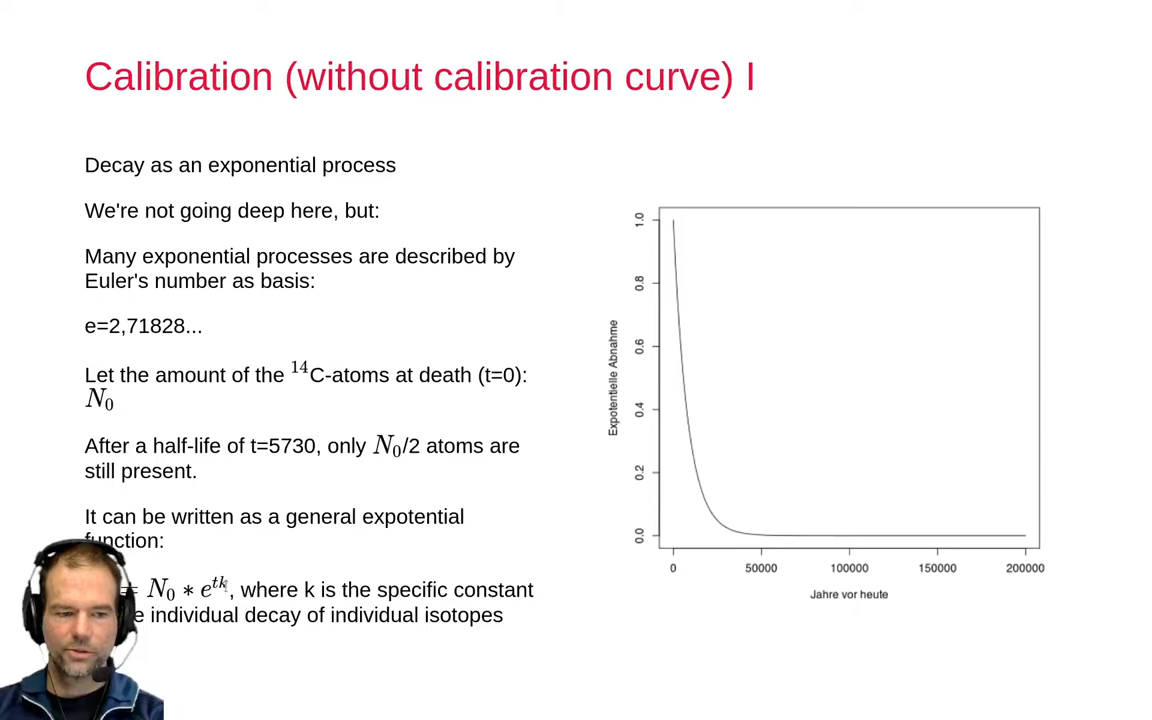 Calibration (without calibration curve) I
Decay as an exponential process
We're not going deep here, but:
Many exponential processes are described by
Euler's number as basis:
e=2,71828...
Let the amount of the ¹⁴C-atoms at death (t=0):
N₀
After a half-life of t=5730, only N₀/2 atoms are
still present.
It can be written as a general expotential
function:
= N₀ ∗ eᵗᵏ, where k is the specific constant
individual decay of individual isotopes
Expotentielle Abnahme
1.0
0.8
0.6
0.4
0.2
0.0
0 50000 100000 150000 200000
Jahre vor heute